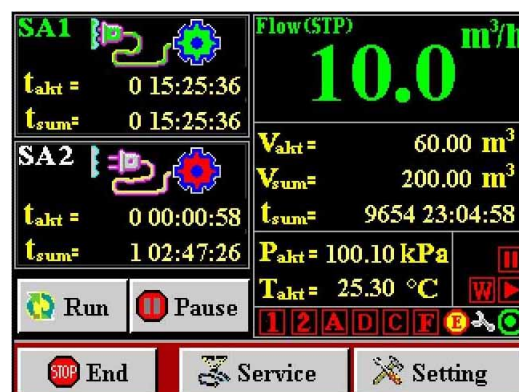 SA1
takt = 0 15:25:36
tsum= 0 15:25:36
SA2
takt = 0 00:00:58
tsum= 1 02:47:26
Run
Pause
Flow(STP) m³/h
10.0
Vakt= 60.00 m³
Vsum= 200.00 m³
tsum= 9654 23:04:58
Pakt= 100.10 kPa
Takt= 25.30 °C
W
1 2 A D C F E
STOP End
Service
Setting